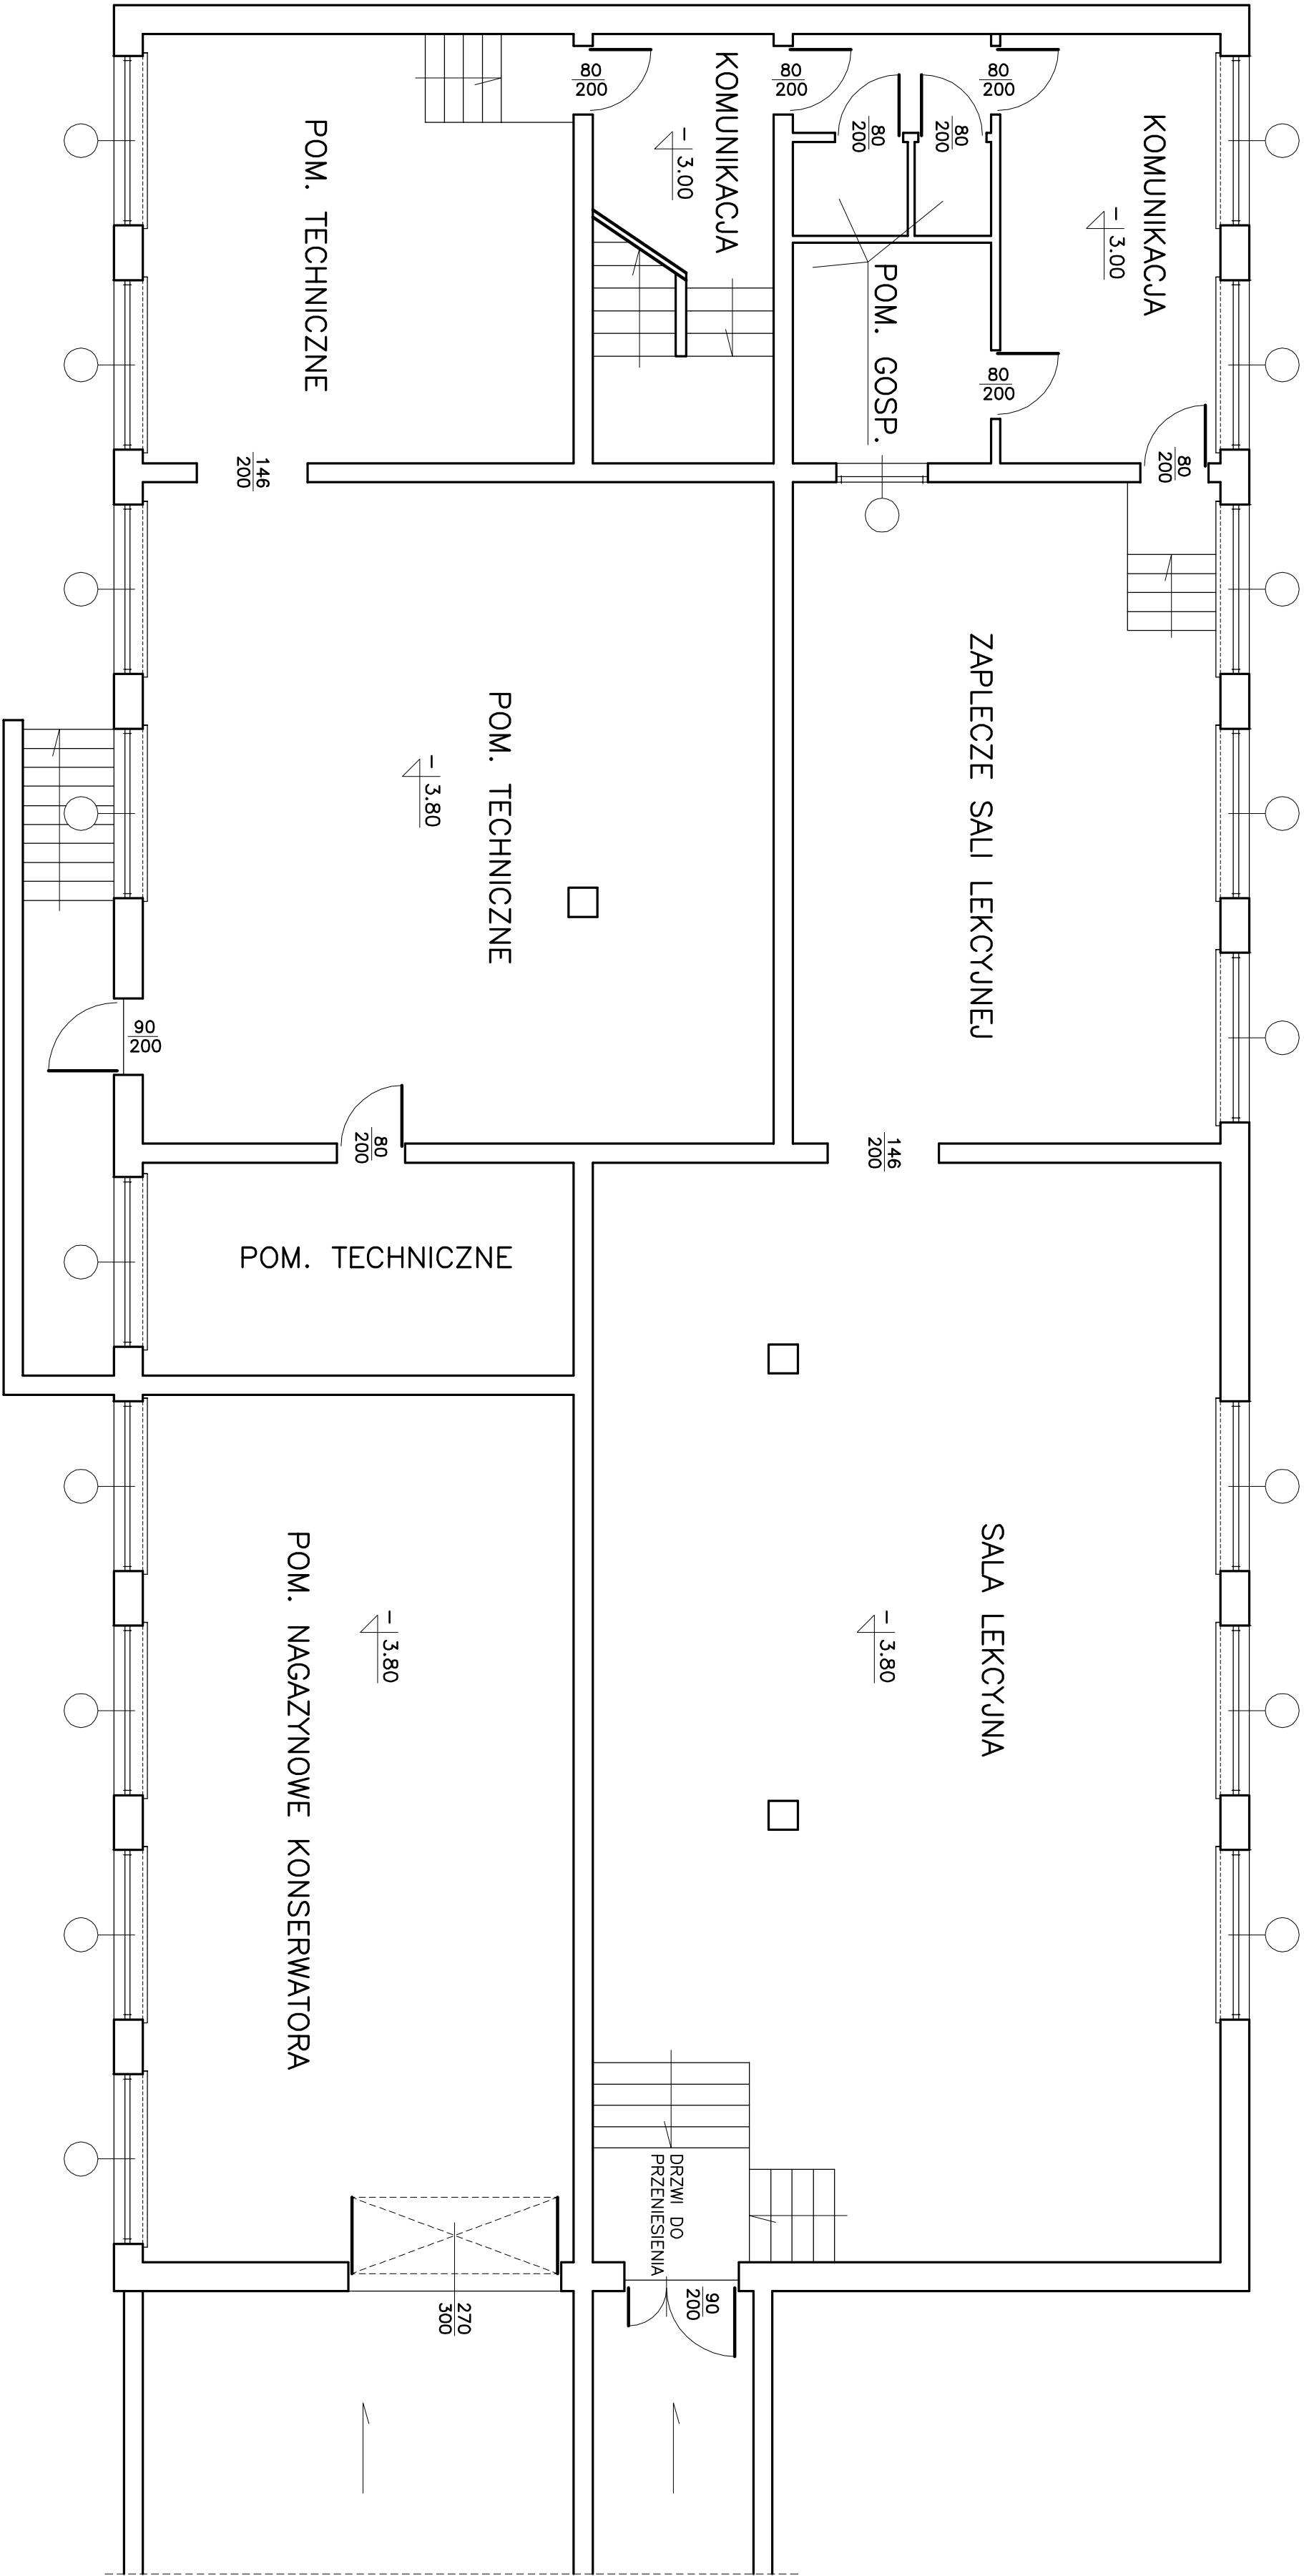 KOMUNIKACJA
- 3.00
80
200
80
200
80
200
80
200
80
200
KOMUNIKACJA
- 3.00
POM. TECHNICZNE
POM. GOSP.
80
200
80
200
146
200
ZAPLECZE SALI LEKCYJNEJ
POM. TECHNICZNE
- 3.80
90
200
80
200
146
200
POM. TECHNICZNE
SALA LEKCYJNA
- 3.80
POM. NAGAZYNOWE KONSERWATORA
- 3.80
DRZWI DO
PRZENIESIENIA
90
200
270
300